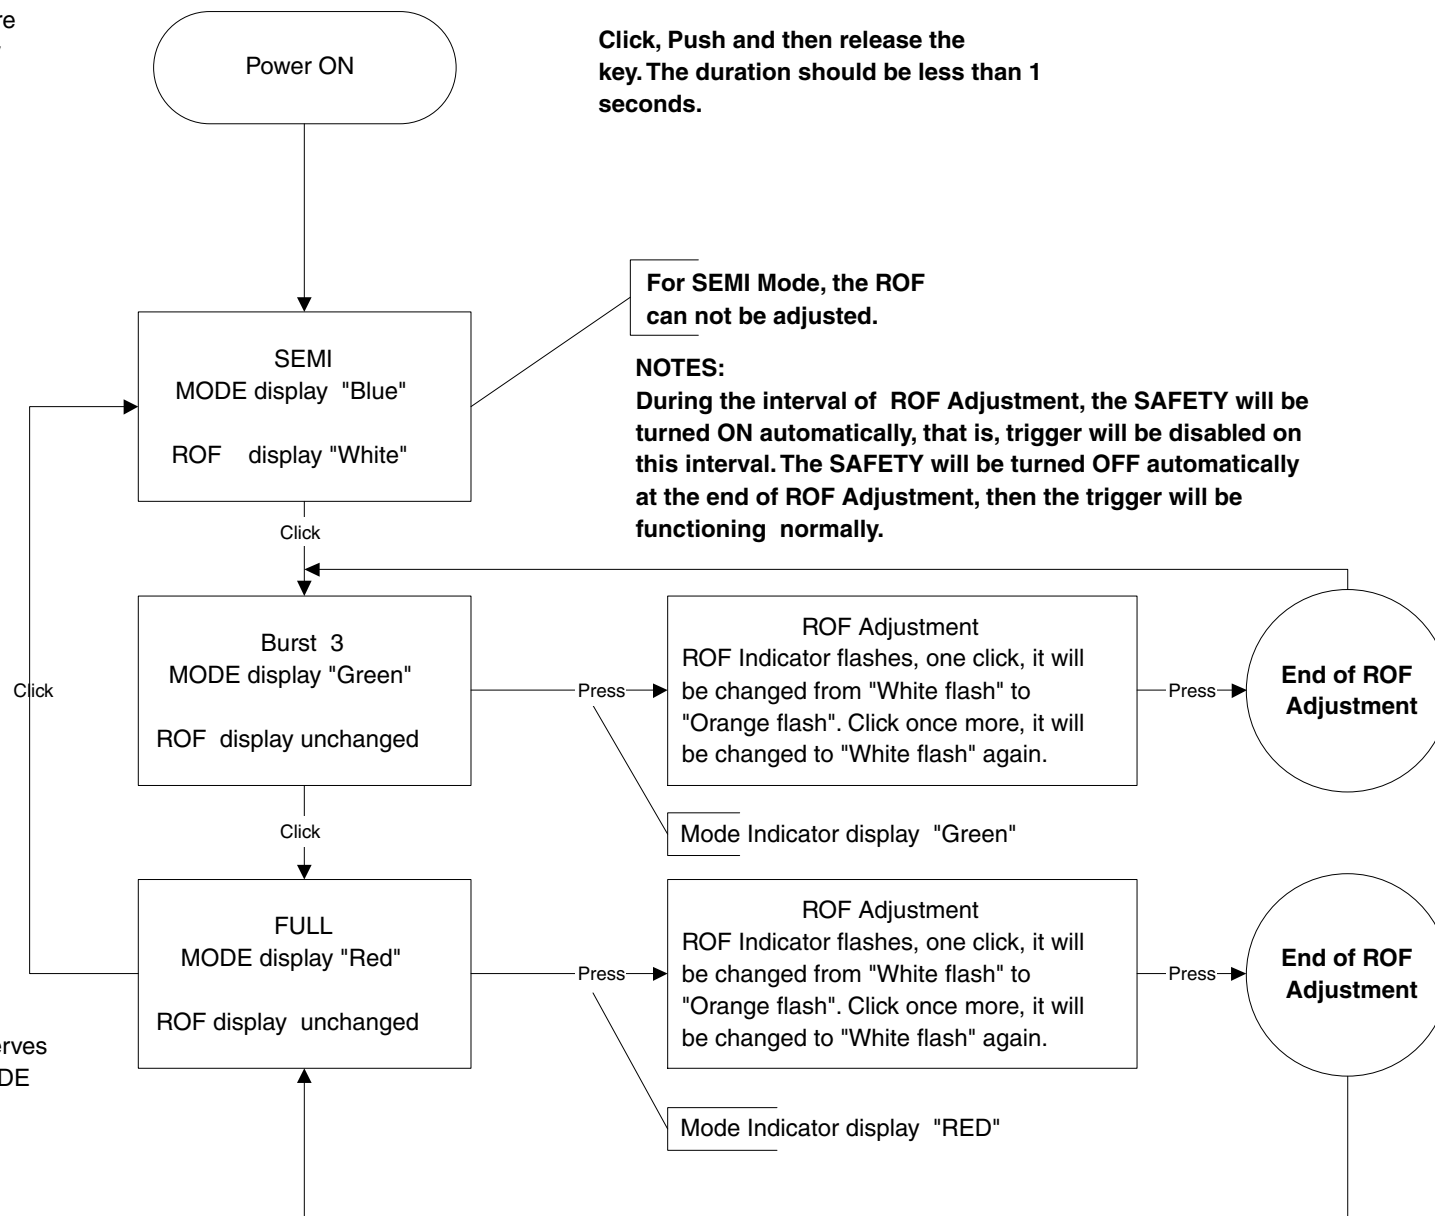 re
Power ON
Click, Push and then release the
key. The duration should be less than 1
seconds.
For SEMI Mode, the ROF
can not be adjusted.
SEMI
MODE display "Blue"
ROF display "White"
NOTES:
During the interval of ROF Adjustment, the SAFETY will be
turned ON automatically, that is, trigger will be disabled on
this interval. The SAFETY will be turned OFF automatically
at the end of ROF Adjustment, then the trigger will be
functioning normally.
Click
Burst 3
MODE display "Green"
ROF display unchanged
Click
Press
ROF Adjustment
ROF Indicator flashes, one click, it will
be changed from "White flash" to
"Orange flash". Click once more, it will
be changed to "White flash" again.
Press
End of ROF
Adjustment
Mode Indicator display "Green"
Click
FULL
MODE display "Red"
ROF display unchanged
Press
ROF Adjustment
ROF Indicator flashes, one click, it will
be changed from "White flash" to
"Orange flash". Click once more, it will
be changed to "White flash" again.
Press
End of ROF
Adjustment
erves
DE
Mode Indicator display "RED"